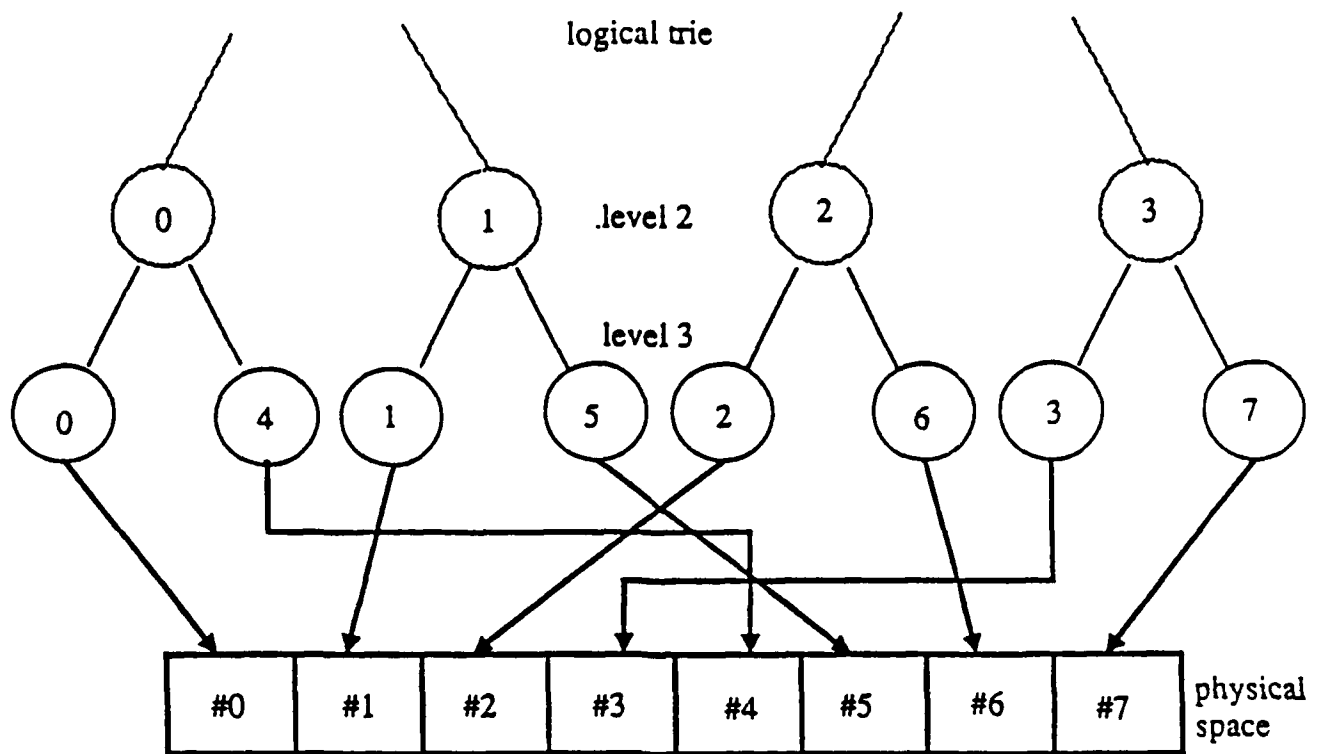 logical trie
0 1 .level 2 2 3
level 3
0 4 1 5 2 6 3 7
#0 #1 #2 #3 #4 #5 #6 #7
physical
space